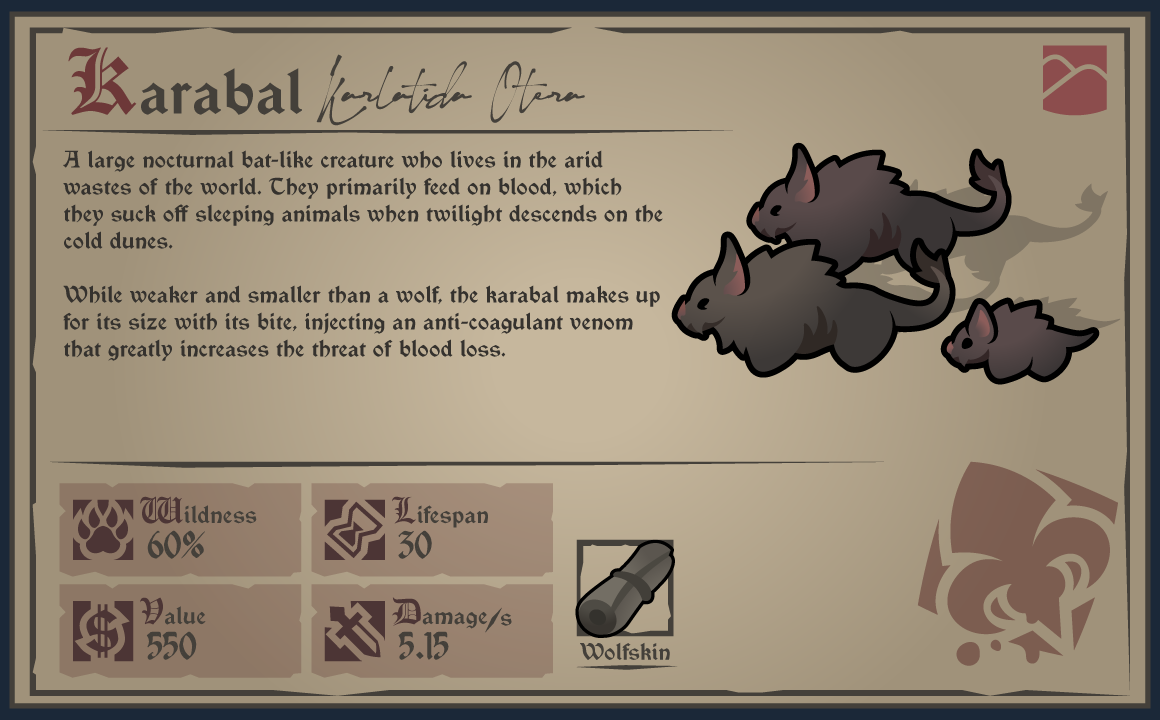 Karabal Karlatida Otera
A large nocturnal bat-like creature who lives in the arid
wastes of the world. They primarily feed on blood, which
they suck off sleeping animals when twilight descends on the
cold dunes.
While weaker and smaller than a wolf, the karabal makes up
for its size with its bite, injecting an anti-coagulant venom
that greatly increases the threat of blood loss.
Wildness
60%
Lifespan
30
Value
550
Damage/s
5.15
Wolfskin